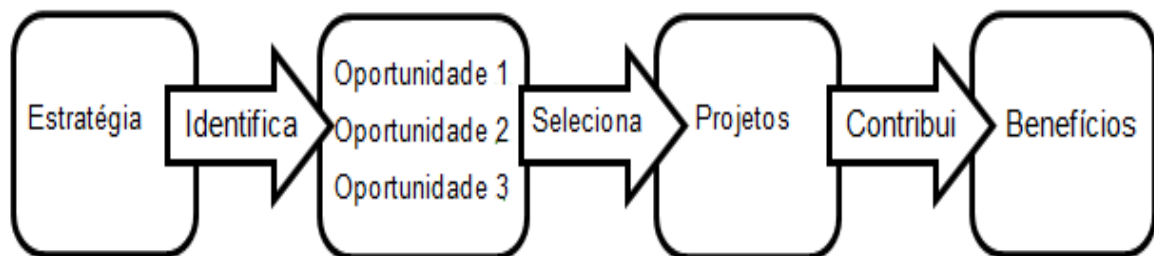 Estratégia
Identifica
Oportunidade 1
Oportunidade 2
Oportunidade 3
Seleciona
Projetos
Contribui
Benefícios